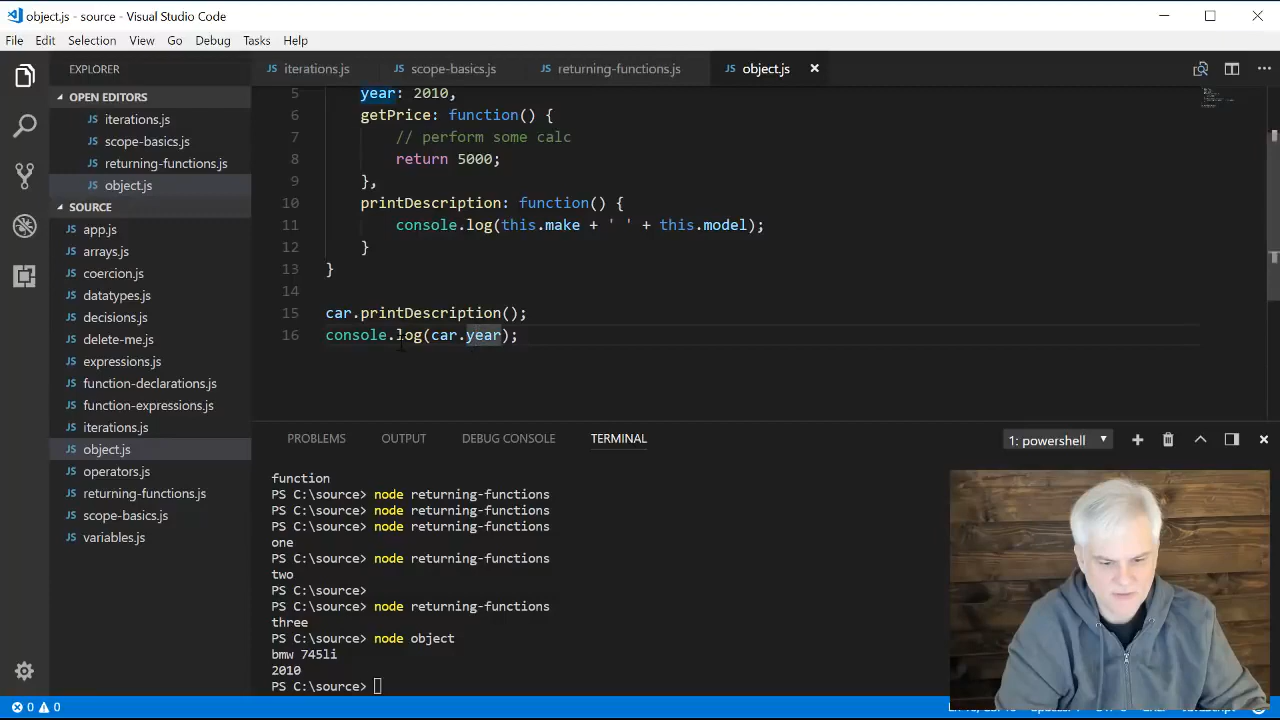 object.js - source - Visual Studio Code
File Edit Selection View Go Debug Tasks Help
EXPLORER
OPEN EDITORS
iterations.js
scope-basics.js
returning-functions.js
object.js
SOURCE
app.js
arrays.js
coercion.js
datatypes.js
decisions.js
delete-me.js
expressions.js
function-declarations.js
function-expressions.js
iterations.js
object.js
operators.js
returning-functions.js
scope-basics.js
variables.js
JS iterations.js JS scope-basics.js JS returning-functions.js JS object.js
5 year: 2010,
6 getPrice: function() {
7 // perform some calc
8 return 5000;
9 },
10 printDescription: function() {
11 console.log(this.make + ' ' + this.model);
12 }
13 }
14
15 car.printDescription();
16 console.log(car.year);
PROBLEMS OUTPUT DEBUG CONSOLE TERMINAL 1: powershell
function
PS C:\source> node returning-functions
PS C:\source> node returning-functions
PS C:\source> node returning-functions
one
PS C:\source> node returning-functions
two
PS C:\source>
PS C:\source> node returning-functions
three
PS C:\source> node object
bmw 745li
2010
PS C:\source>
0 0